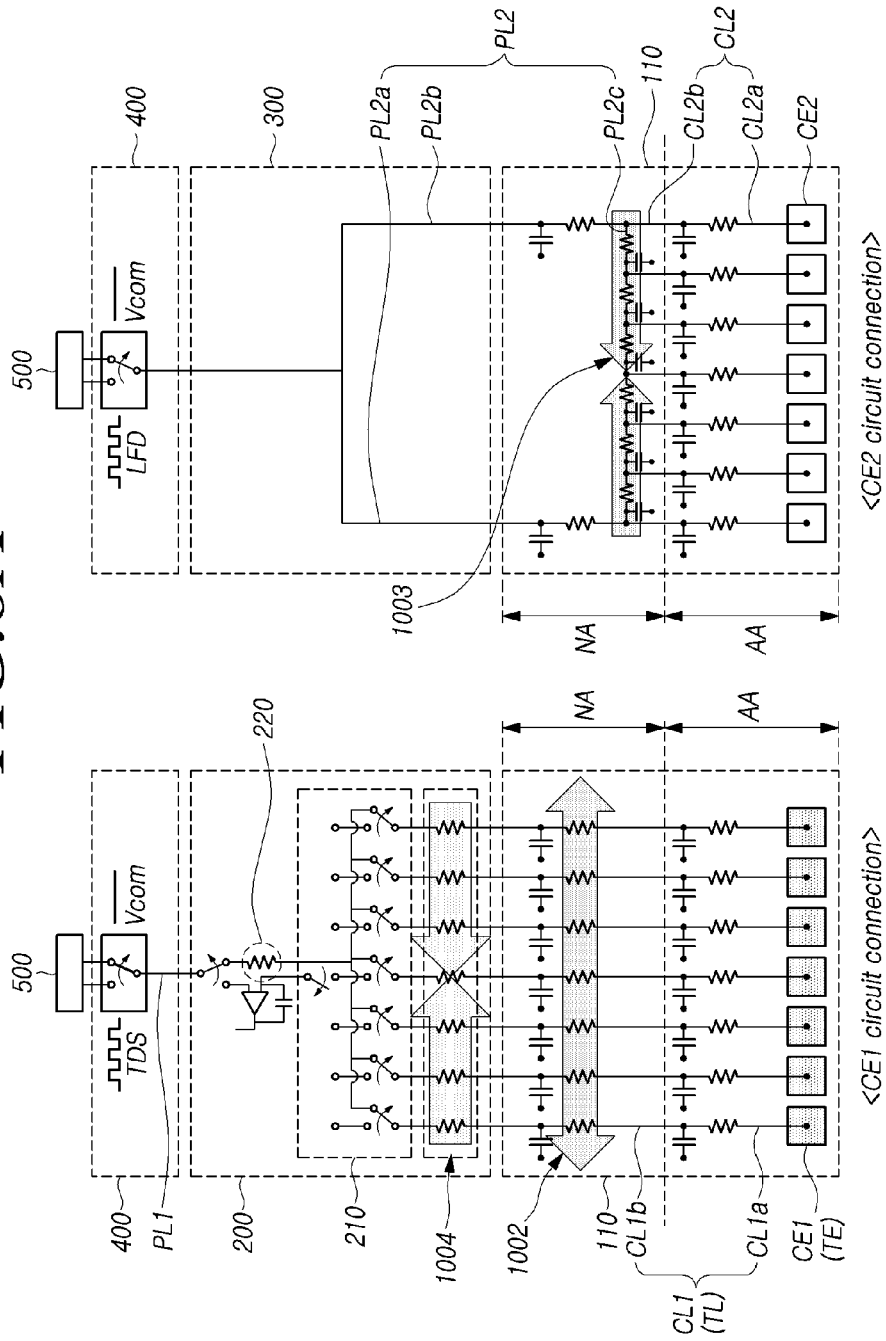 500
TDS
Vcom
400
PL1
220
200
210
1004
1002
110
CL1b
CL1a
CL1
(TL)
CE1
(TE)
NA
AA
<CE1 circuit connection>
500
LFD
Vcom
400
300
PL2a
PL2b
PL2
PL2c
110
1003
CL2b
CL2
CL2a
CE2
NA
AA
<CE2 circuit connection>